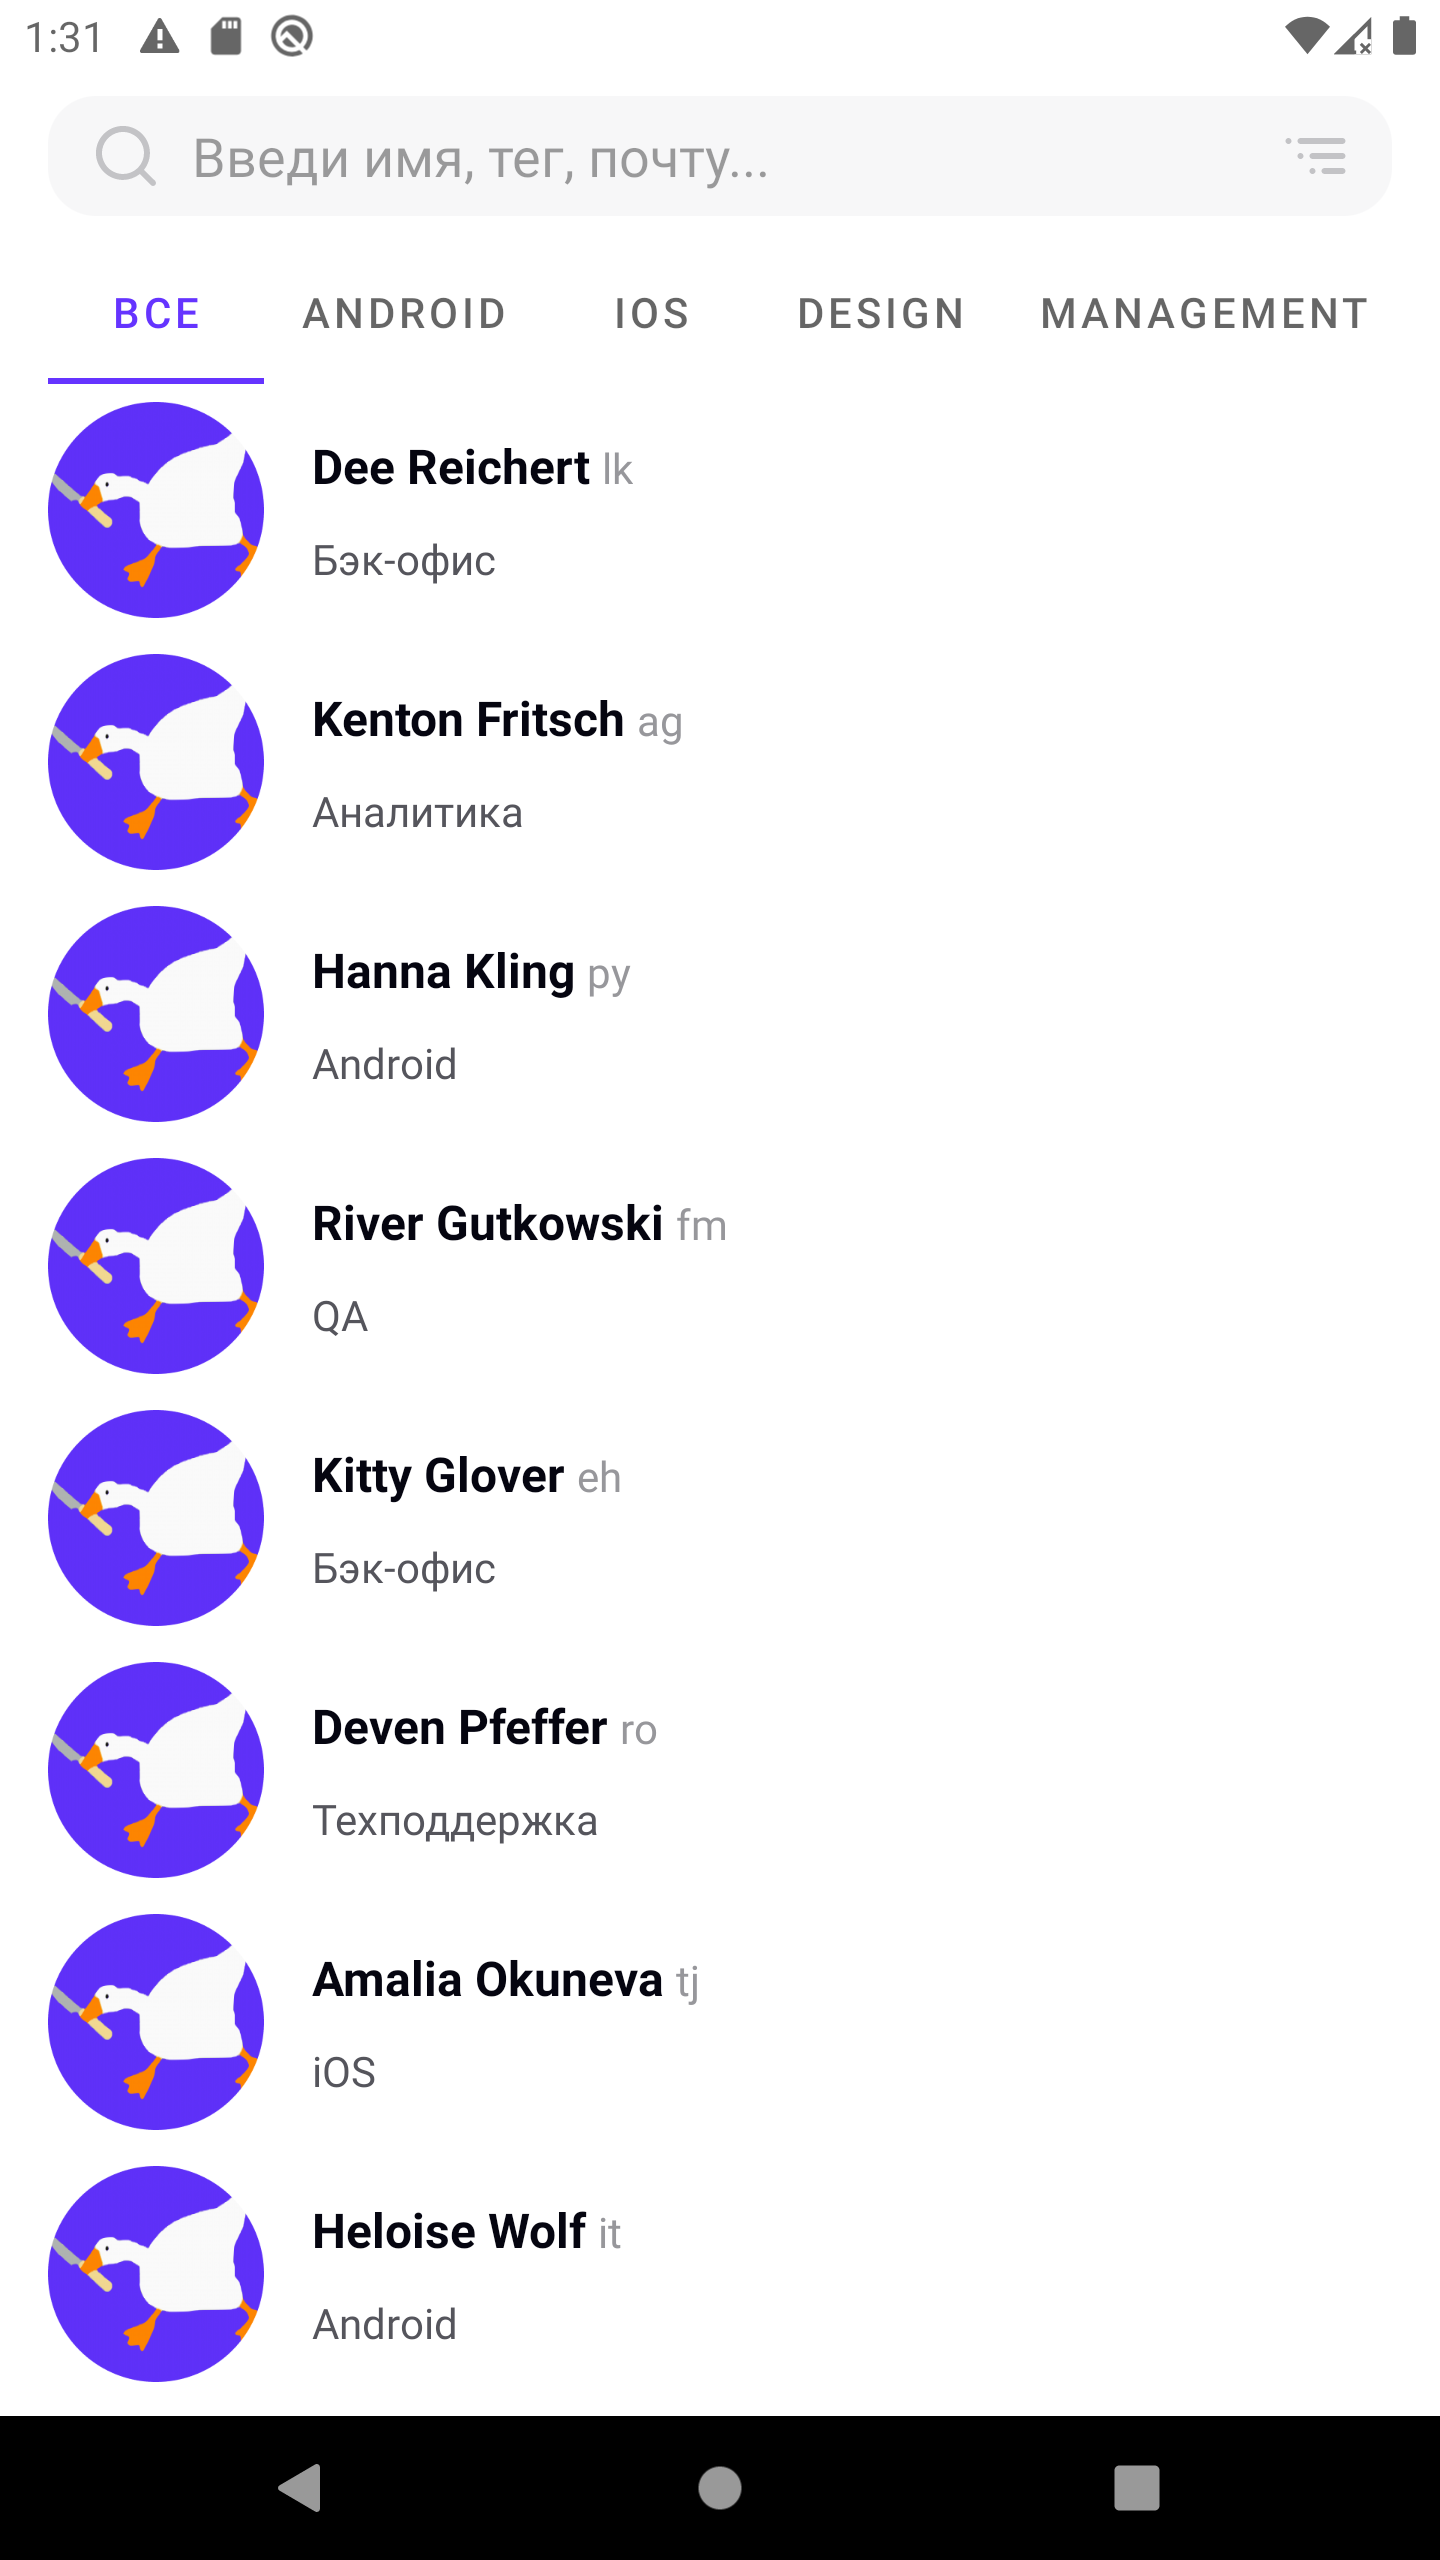 1:31
Введи имя, тег, почту...
ВСЕ ANDROID IOS DESIGN MANAGEMENT
Dee Reichert lk
Бэк-офис
Kenton Fritsch ag
Аналитика
Hanna Kling py
Android
River Gutkowski fm
QA
Kitty Glover eh
Бэк-офис
Deven Pfeffer ro
Техподдержка
Amalia Okuneva tj
iOS
Heloise Wolf it
Android